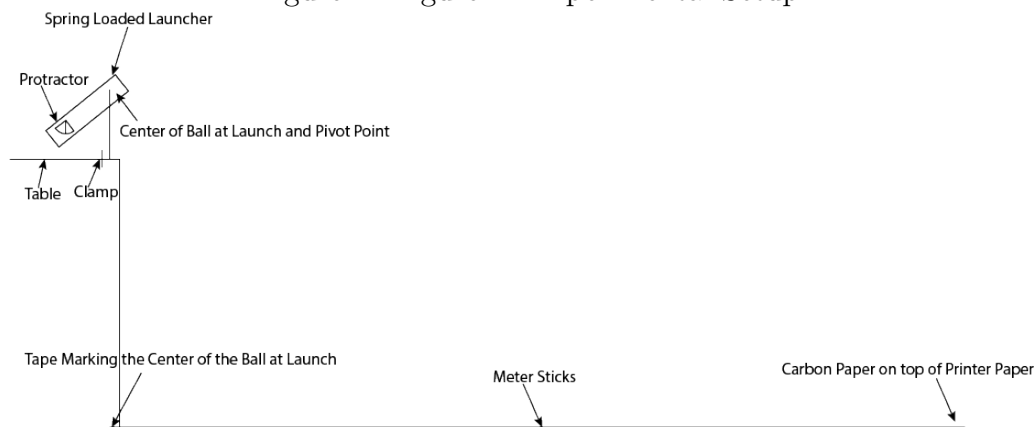 Spring Loaded Launcher
Protractor
Center of Ball at Launch and Pivot Point
Table
Clamp
Tape Marking the Center of the Ball at Launch
Meter Sticks
Carbon Paper on top of Printer Paper